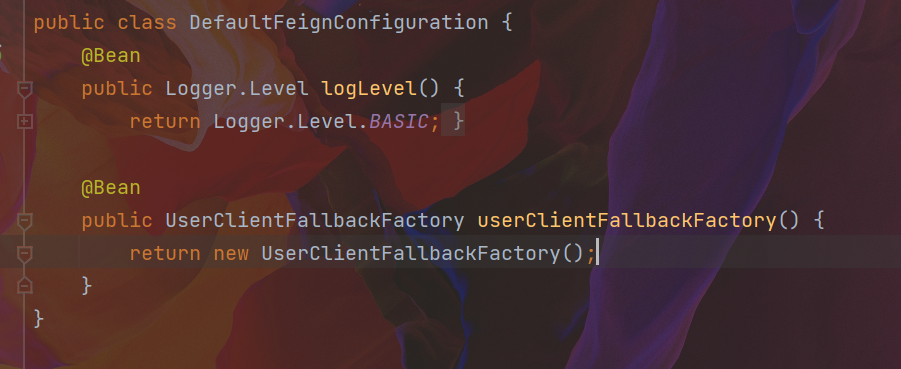 public class DefaultFeignConfiguration {
@Bean
public Logger.Level logLevel() {
return Logger.Level.BASIC; }
@Bean
public UserClientFallbackFactory userClientFallbackFactory() {
return new UserClientFallbackFactory();
}
}